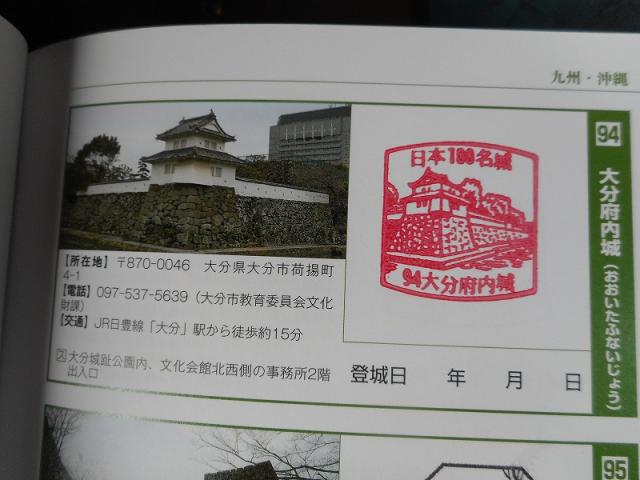 九州・沖縄
94
大分府内城(おおいたふないじょう)
日本100名城
94大分府内城
【所在地】 〒870-0046 大分県大分市荷揚町
4-1
【電話】 097-537-5639(大分市教育委員会文化
財課)
【交通】 JR日豊線「大分」駅から徒歩約15分
大分城址公園内、文化会館北西側の事務所2階
出入口
登城日 年 月 日
95